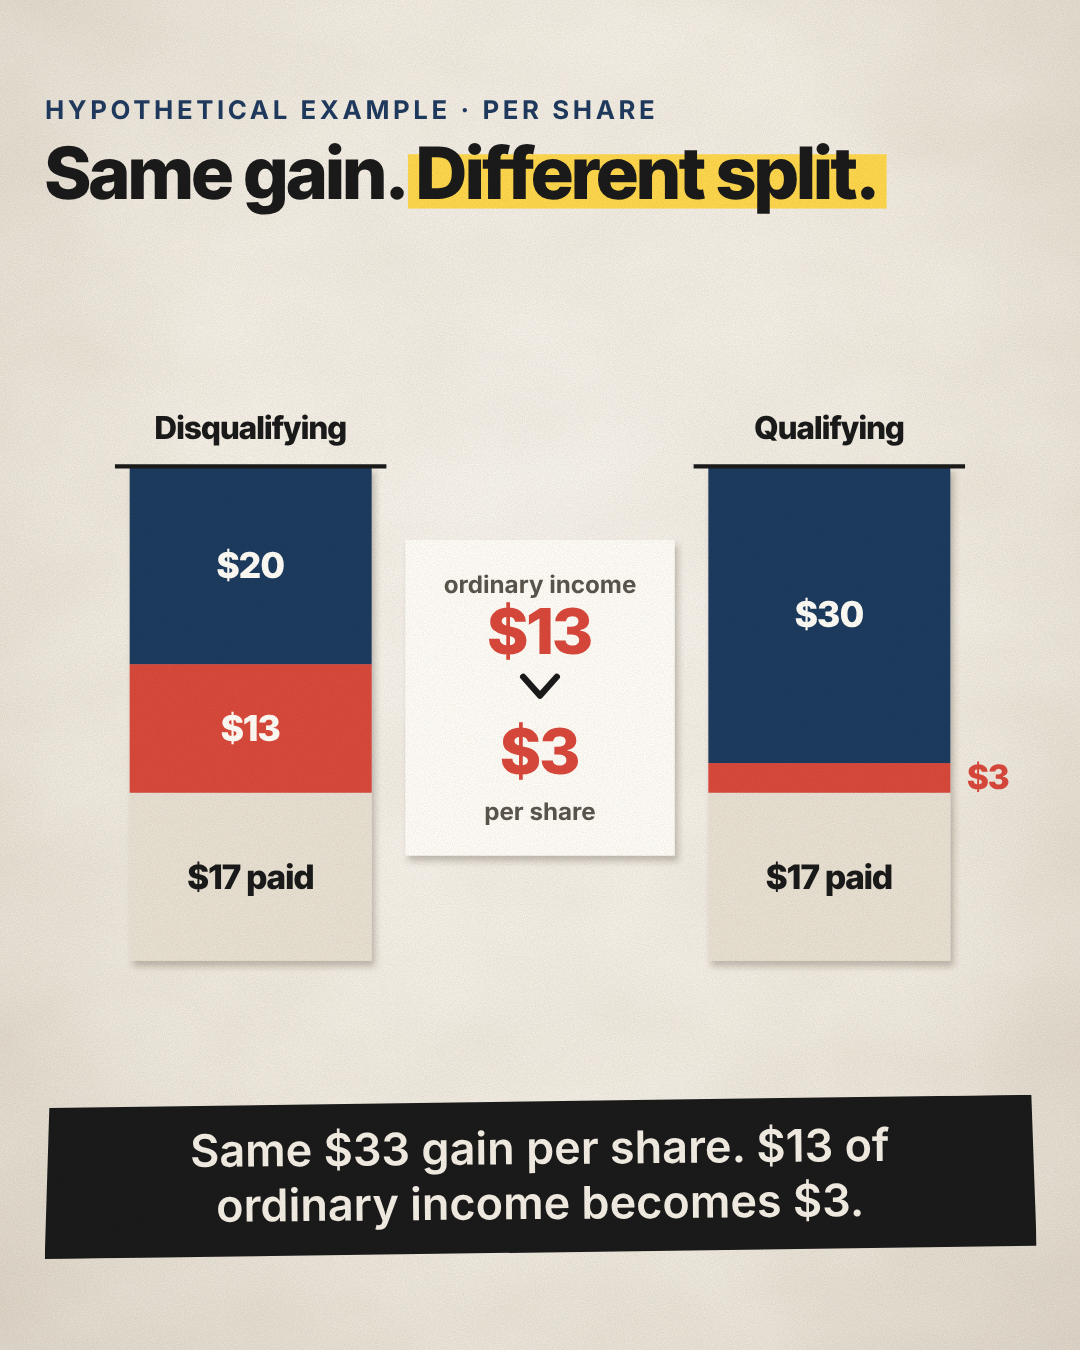 HYPOTHETICAL EXAMPLE · PER SHARE
Same gain. Different split.
Disqualifying
$20
$13
$17 paid
ordinary income
$13
$3
per share
Qualifying
$30
$3
$17 paid
Same $33 gain per share. $13 of
ordinary income becomes $3.